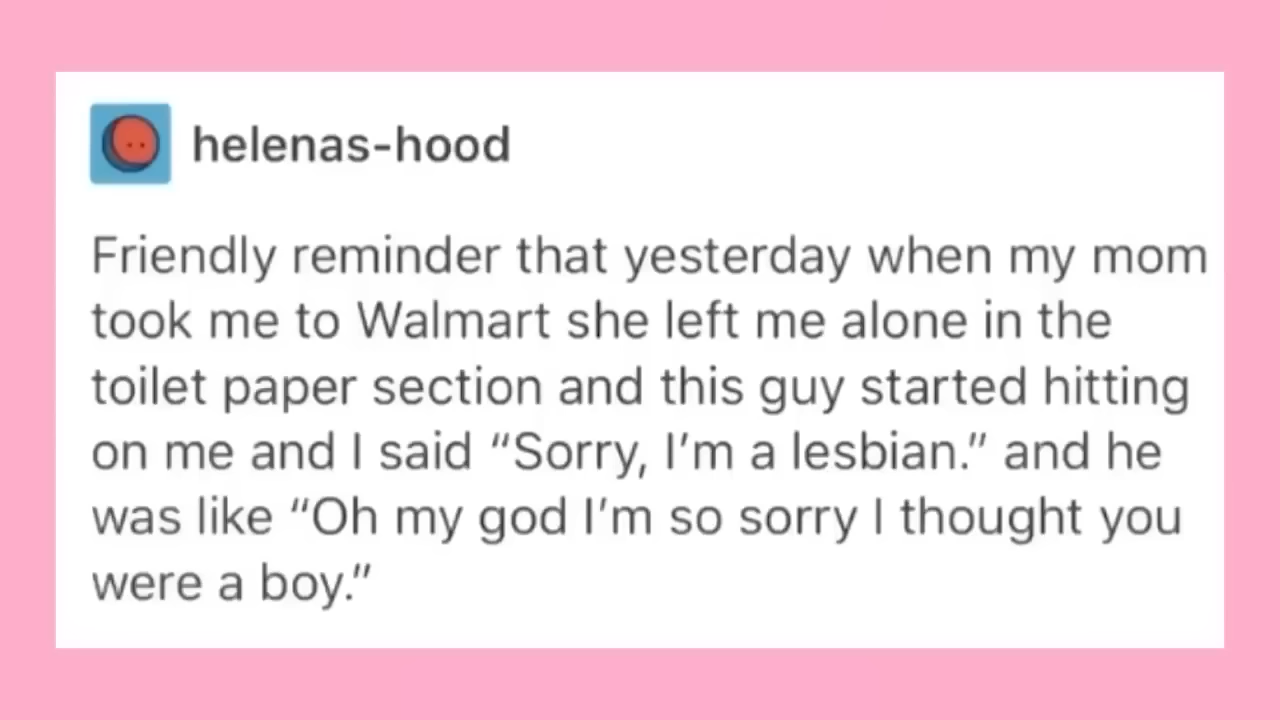 helenas-hood
Friendly reminder that yesterday when my mom
took me to Walmart she left me alone in the
toilet paper section and this guy started hitting
on me and I said “Sorry, I’m a lesbian.” and he
was like “Oh my god I’m so sorry I thought you
were a boy.”